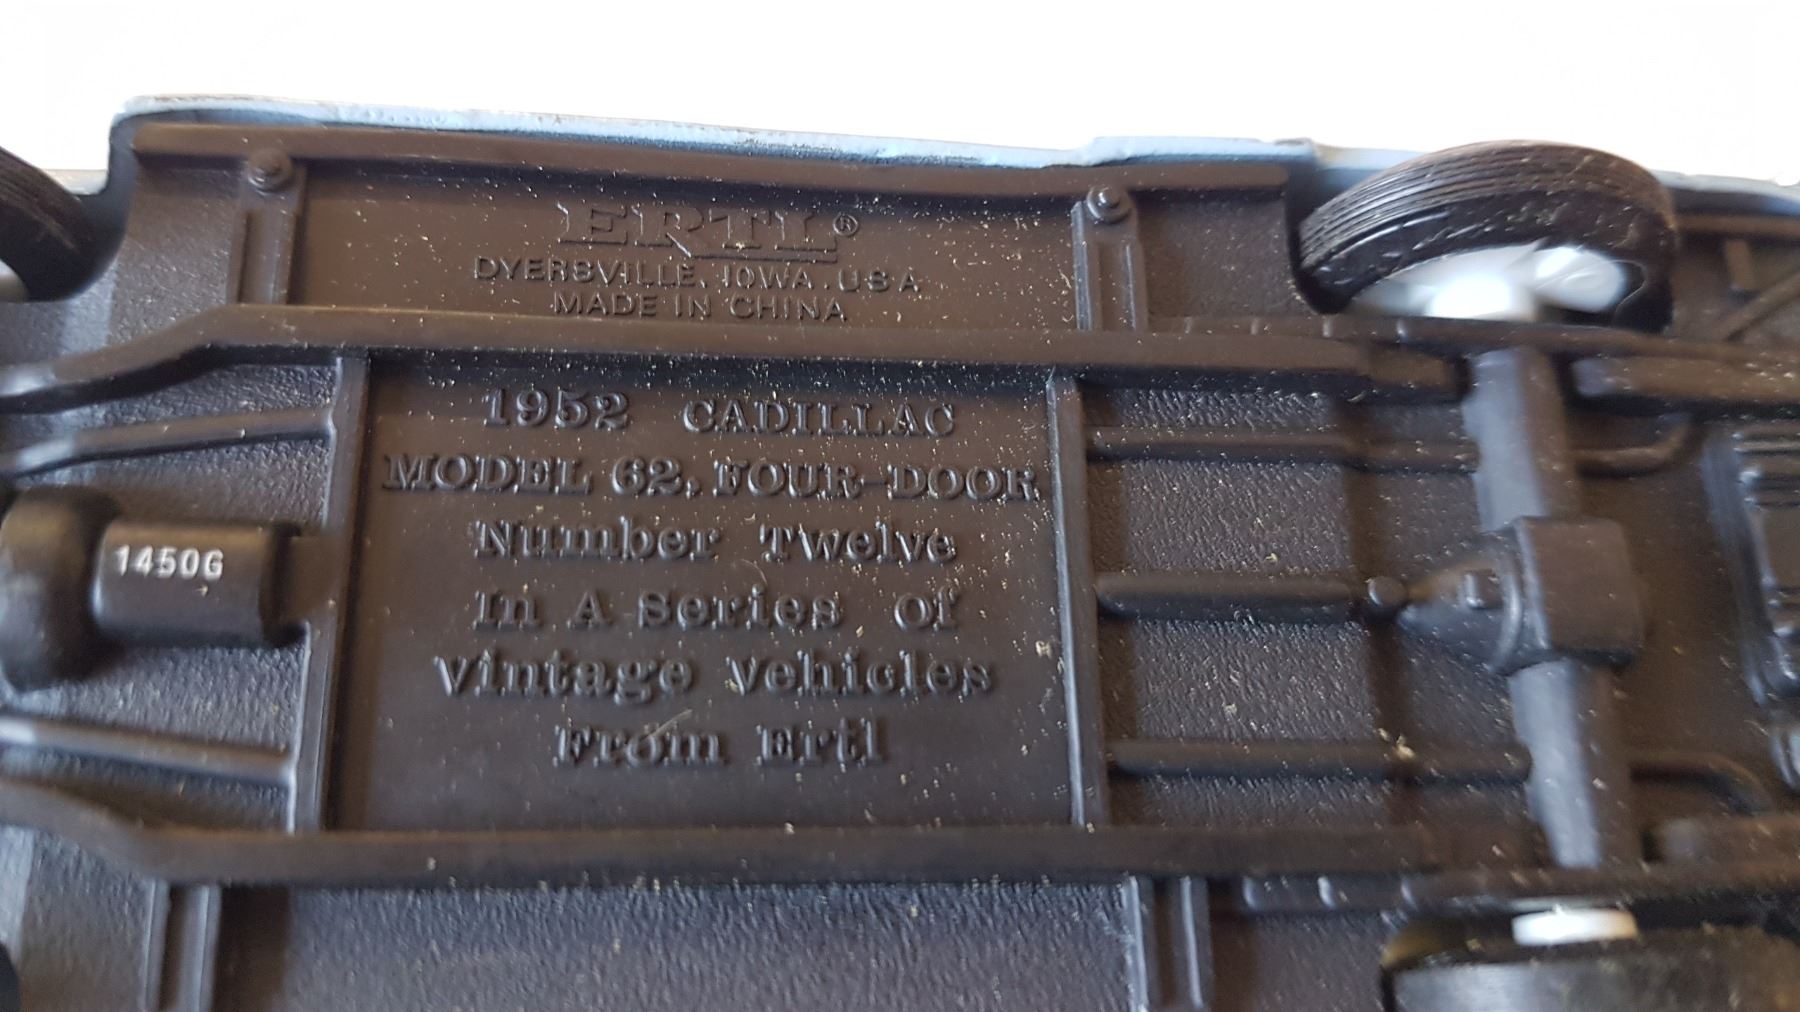 ERTL®
DYERSVILLE, IOWA, USA
MADE IN CHINA
1952 CADILLAC
MODEL 62, FOUR-DOOR
Number Twelve
In A Series of
Vintage Vehicles
From Ertl
1450G